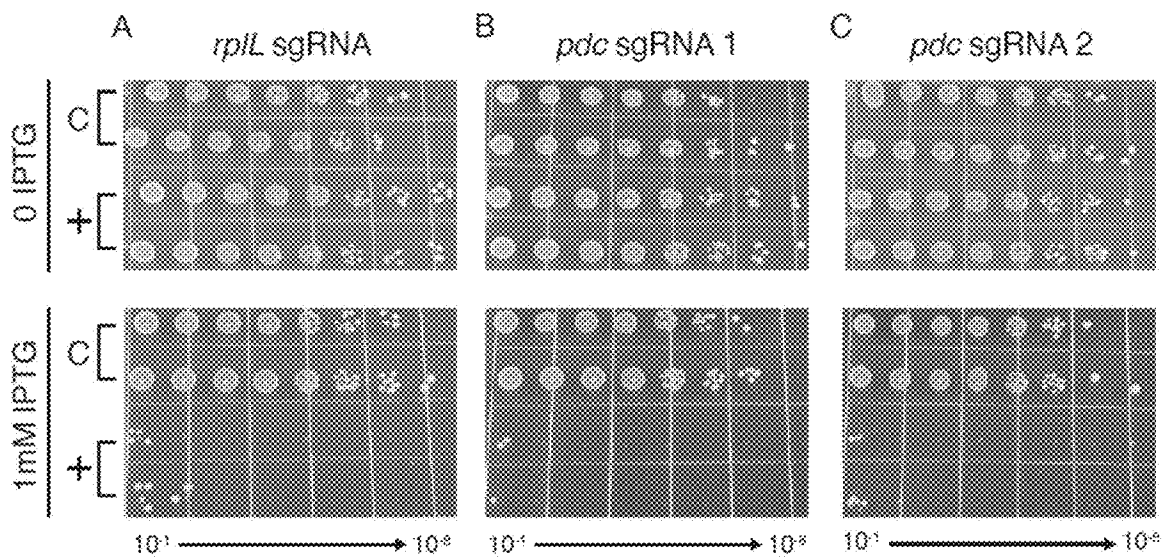 A
rplL sgRNA
B
pdc sgRNA 1
C
pdc sgRNA 2
0 IPTG
C
+
1mM IPTG
C
+
10⁻¹
10⁻⁸
10⁻¹
10⁻⁸
10⁻¹
10⁻⁸